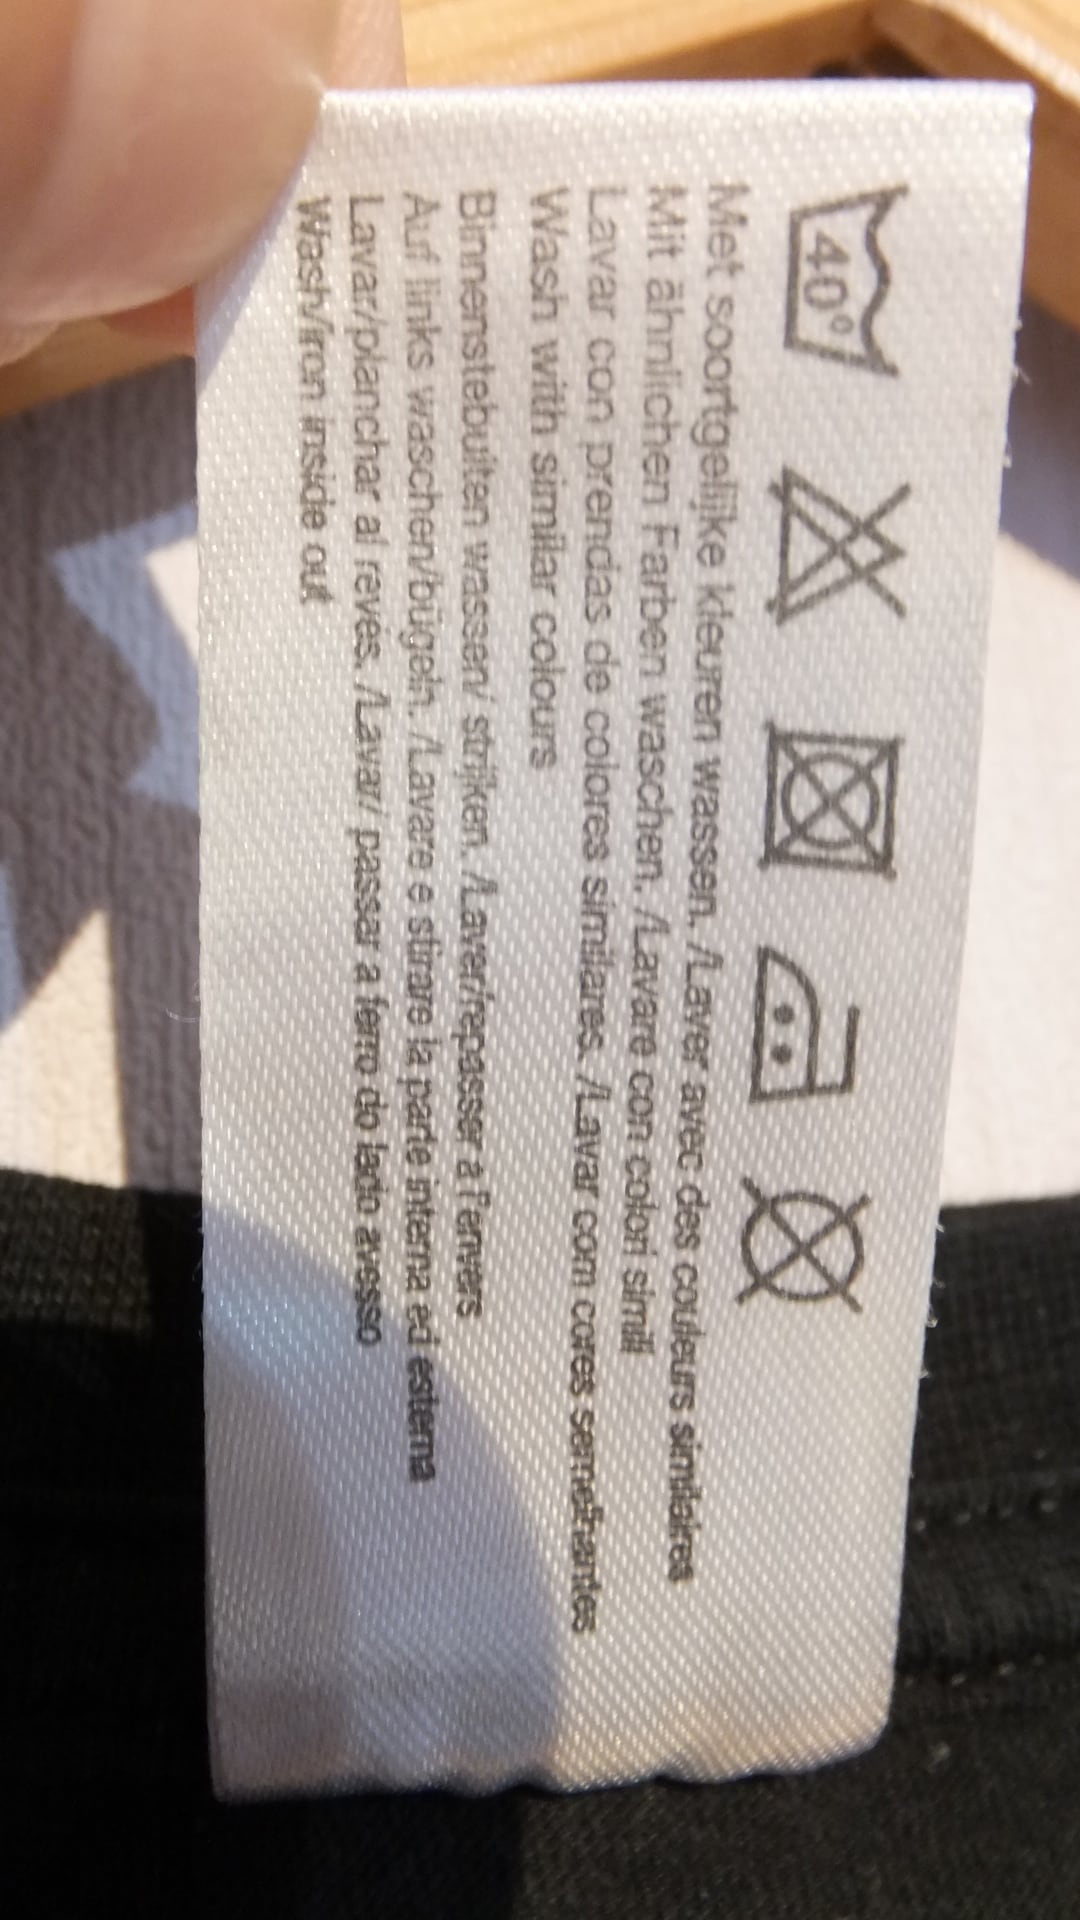 40°
Met soortgelijke kleuren wassen. /Laver avec des couleurs similaires
Mit ähnlichen Farben waschen. /Lavare con colori simili
Lavar con prendas de colores similares. /Lavar com cores semelhantes
Wash with similar colours
Binnenstebuiten wassen/ strijken. /Laver/repasser à l'envers
Auf links waschen/bügeln. /Lavare e stirare la parte interna ed esterna
Lavar/planchar al revés. /Lavar/ passar a ferro do lado avesso
Wash/iron inside out